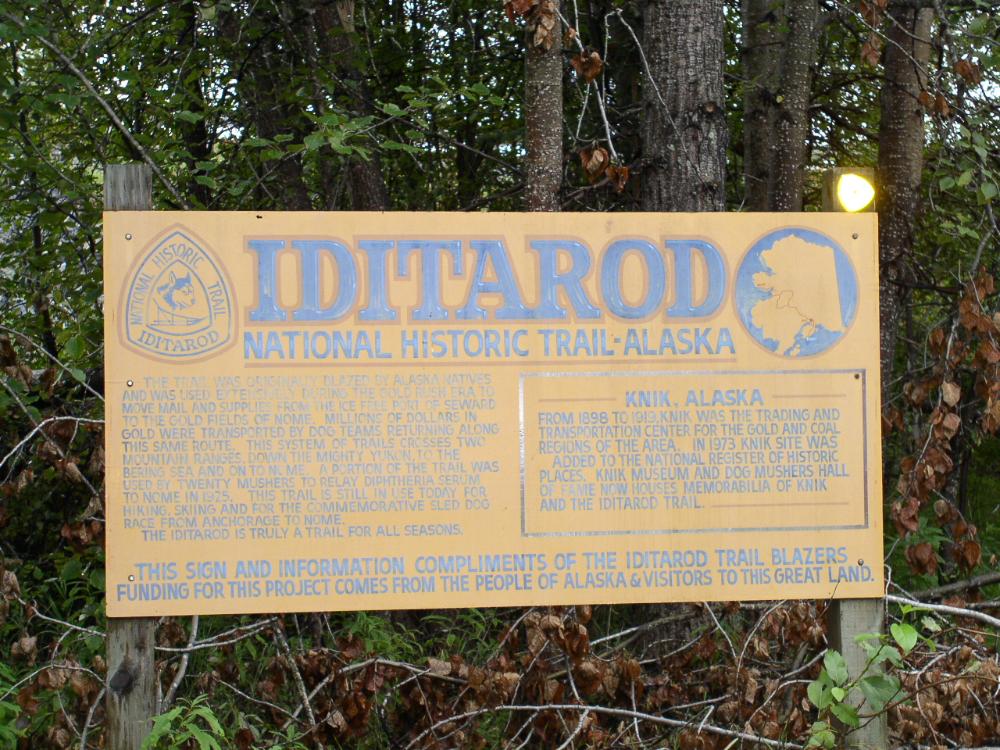 NATIONAL HISTORIC TRAIL
IDITAROD
IDITAROD
NATIONAL HISTORIC TRAIL-ALASKA
THE TRAIL WAS ORIGINALLY BLAZED BY ALASKA NATIVES
AND WAS USED EXTENSIVELY DURING THE GOLD RUSH ERA TO
MOVE MAIL AND SUPPLIES FROM THE ICE FREE PORT OF SEWARD
TO THE GOLD FIELDS OF NOME. MILLIONS OF DOLLARS IN
GOLD WERE TRANSPORTED BY DOG TEAMS RETURNING ALONG
THIS SAME ROUTE. THIS SYSTEM OF TRAILS CROSSES TWO
MOUNTAIN RANGES, DOWN THE MIGHTY YUKON, TO THE
BERING SEA AND ON TO NOME. A PORTION OF THE TRAIL WAS
USED BY TWENTY MUSHERS TO RELAY DIPHTHERIA SERUM
TO NOME IN 1925. THIS TRAIL IS STILL IN USE TODAY FOR
HIKING, SKIING AND FOR THE COMMEMORATIVE SLED DOG
RACE FROM ANCHORAGE TO NOME.
THE IDITAROD IS TRULY A TRAIL FOR ALL SEASONS.
KNIK, ALASKA
FROM 1898 TO 1919, KNIK WAS THE TRADING AND
TRANSPORTATION CENTER FOR THE GOLD AND COAL
REGIONS OF THE AREA. IN 1973 KNIK SITE WAS
ADDED TO THE NATIONAL REGISTER OF HISTORIC
PLACES. KNIK MUSEUM AND DOG MUSHERS HALL
OF FAME NOW HOUSES MEMORABILIA OF KNIK
AND THE IDITAROD TRAIL.
THIS SIGN AND INFORMATION COMPLIMENTS OF THE IDITAROD TRAIL BLAZERS
FUNDING FOR THIS PROJECT COMES FROM THE PEOPLE OF ALASKA & VISITORS TO THIS GREAT LAND.